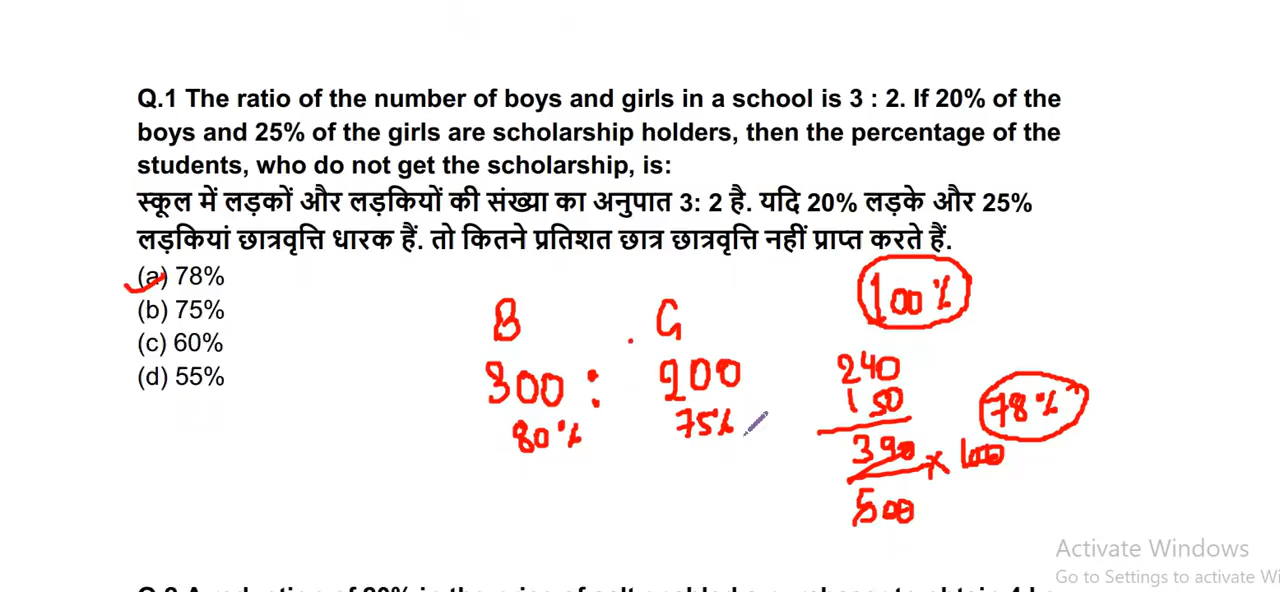 Q.1 The ratio of the number of boys and girls in a school is 3 : 2. If 20% of the
boys and 25% of the girls are scholarship holders, then the percentage of the
students, who do not get the scholarship, is:
स्कूल में लड़कों और लड़कियों की संख्या का अनुपात 3: 2 है. यदि 20% लड़के और 25%
लड़कियां छात्रवृत्ति धारक हैं. तो कितने प्रतिशत छात्र छात्रवृत्ति नहीं प्राप्त करते हैं.
(a) 78%
(b) 75%
(c) 60%
(d) 55%
100%
B . G
300 : 200
80% 75%
240
150
390 × 100
500
78%
Activate Windows
Go to Settings to activate Wi